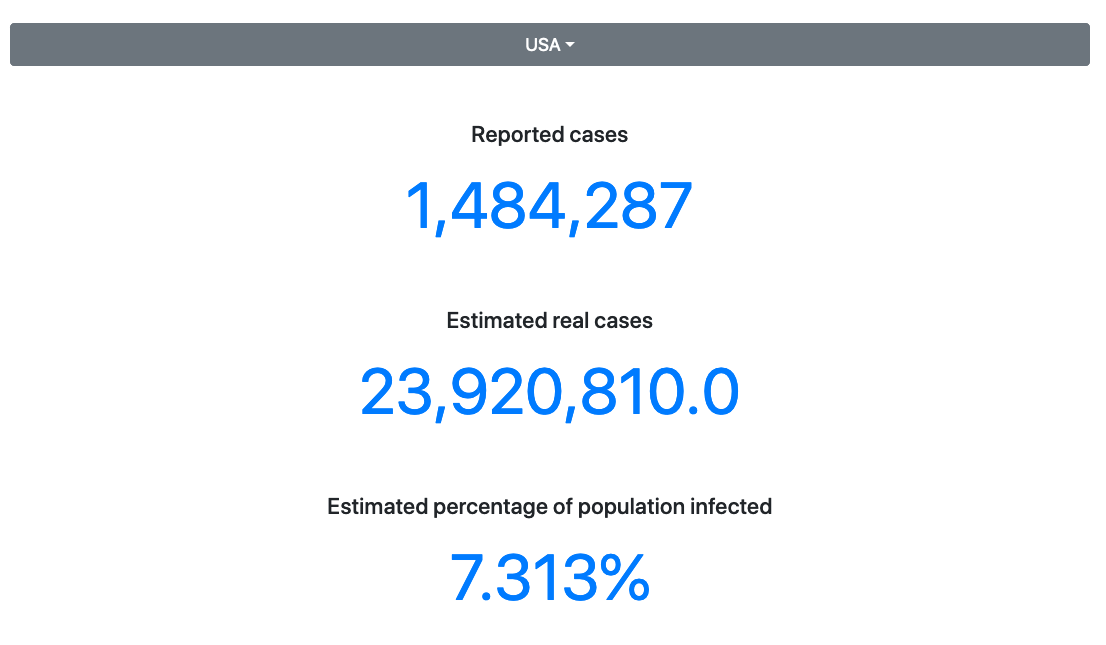 USA
Reported cases
1,484,287
Estimated real cases
23,920,810.0
Estimated percentage of population infected
7.313%